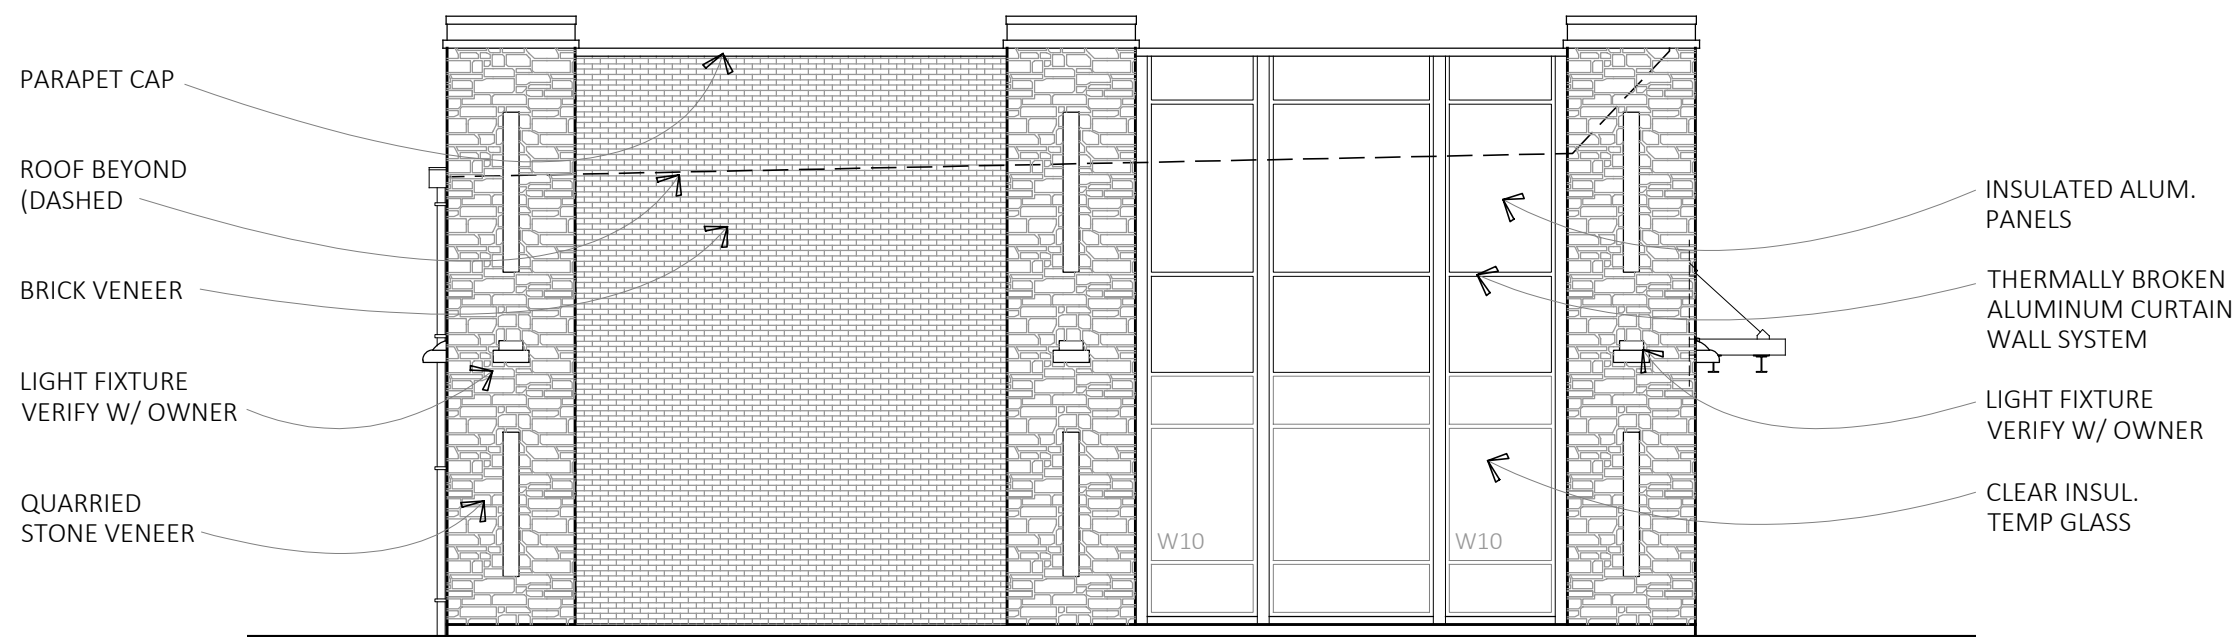 PARAPET CAP
ROOF BEYOND
(DASHED
BRICK VENEER
LIGHT FIXTURE
VERIFY W/ OWNER
QUARRIED
STONE VENEER
W10
W10
INSULATED ALUM.
PANELS
THERMALLY BROKEN
ALUMINUM CURTAIN
WALL SYSTEM
LIGHT FIXTURE
VERIFY W/ OWNER
CLEAR INSUL.
TEMP GLASS